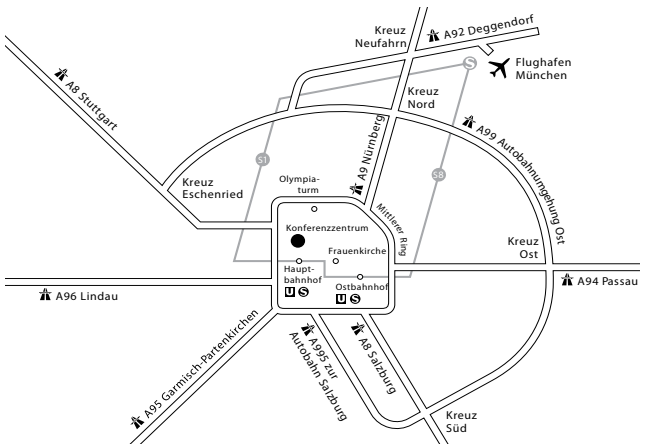 A92 Deggendorf
Kreuz
Neufahrn
S
Flughafen
München
A8 Stuttgart
Kreuz
Nord
A9 Nürnberg
A99 Autobahnumgehung Ost
S1
S8
Kreuz
Eschenried
Olympia-
turm
Mittlerer Ring
Konferenzzentrum
Frauenkirche
Kreuz
Ost
Haupt-
bahnhof
U S
Ostbahnhof
U S
A94 Passau
A96 Lindau
A95 Garmisch-Partenkirchen
A995 zur
Autobahn Salzburg
A8 Salzburg
Kreuz
Süd